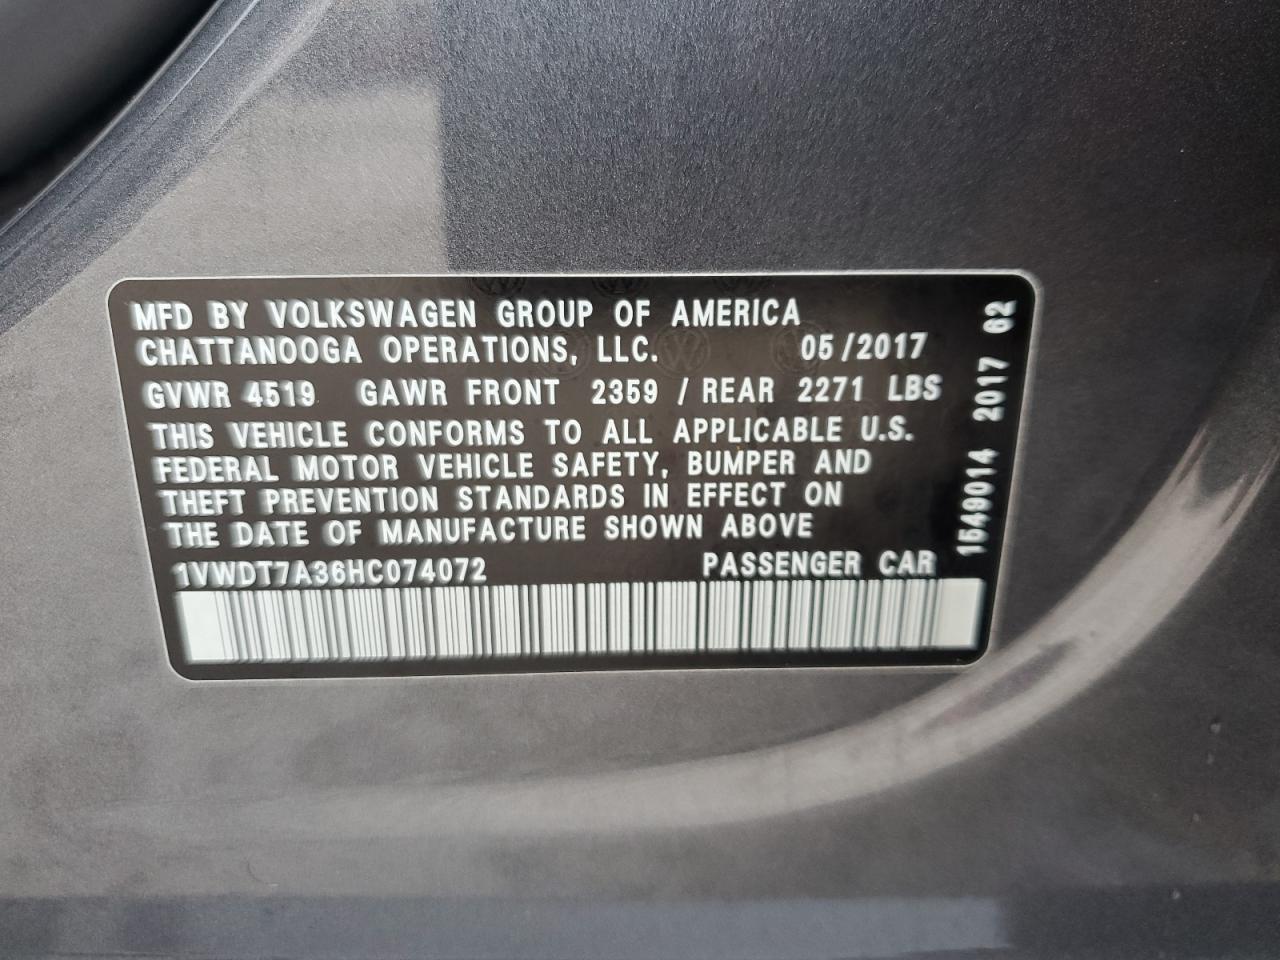 MFD BY VOLKSWAGEN GROUP OF AMERICA
CHATTANOOGA OPERATIONS, LLC. 05/2017
GVWR 4519 GAWR FRONT 2359 / REAR 2271 LBS
THIS VEHICLE CONFORMS TO ALL APPLICABLE U.S.
FEDERAL MOTOR VEHICLE SAFETY, BUMPER AND
THEFT PREVENTION STANDARDS IN EFFECT ON
THE DATE OF MANUFACTURE SHOWN ABOVE
1VWDT7A36HC074072 PASSENGER CAR
1549014 2017 62